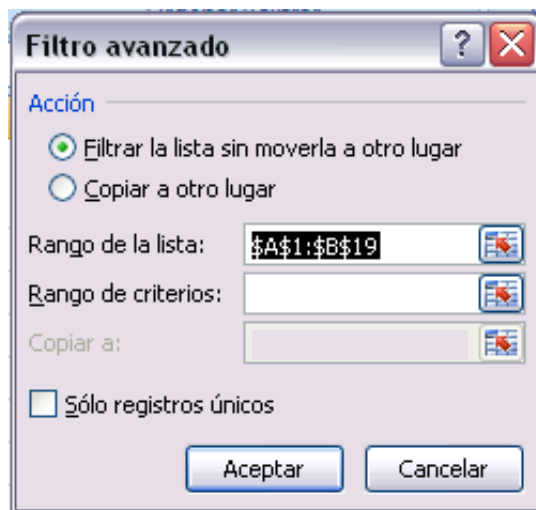 Filtro avanzado
?
Acción
Filtrar la lista sin moverla a otro lugar
Copiar a otro lugar
Rango de la lista: $A$1:$B$19
Rango de criterios:
Copiar a:
Sólo registros únicos
Aceptar Cancelar